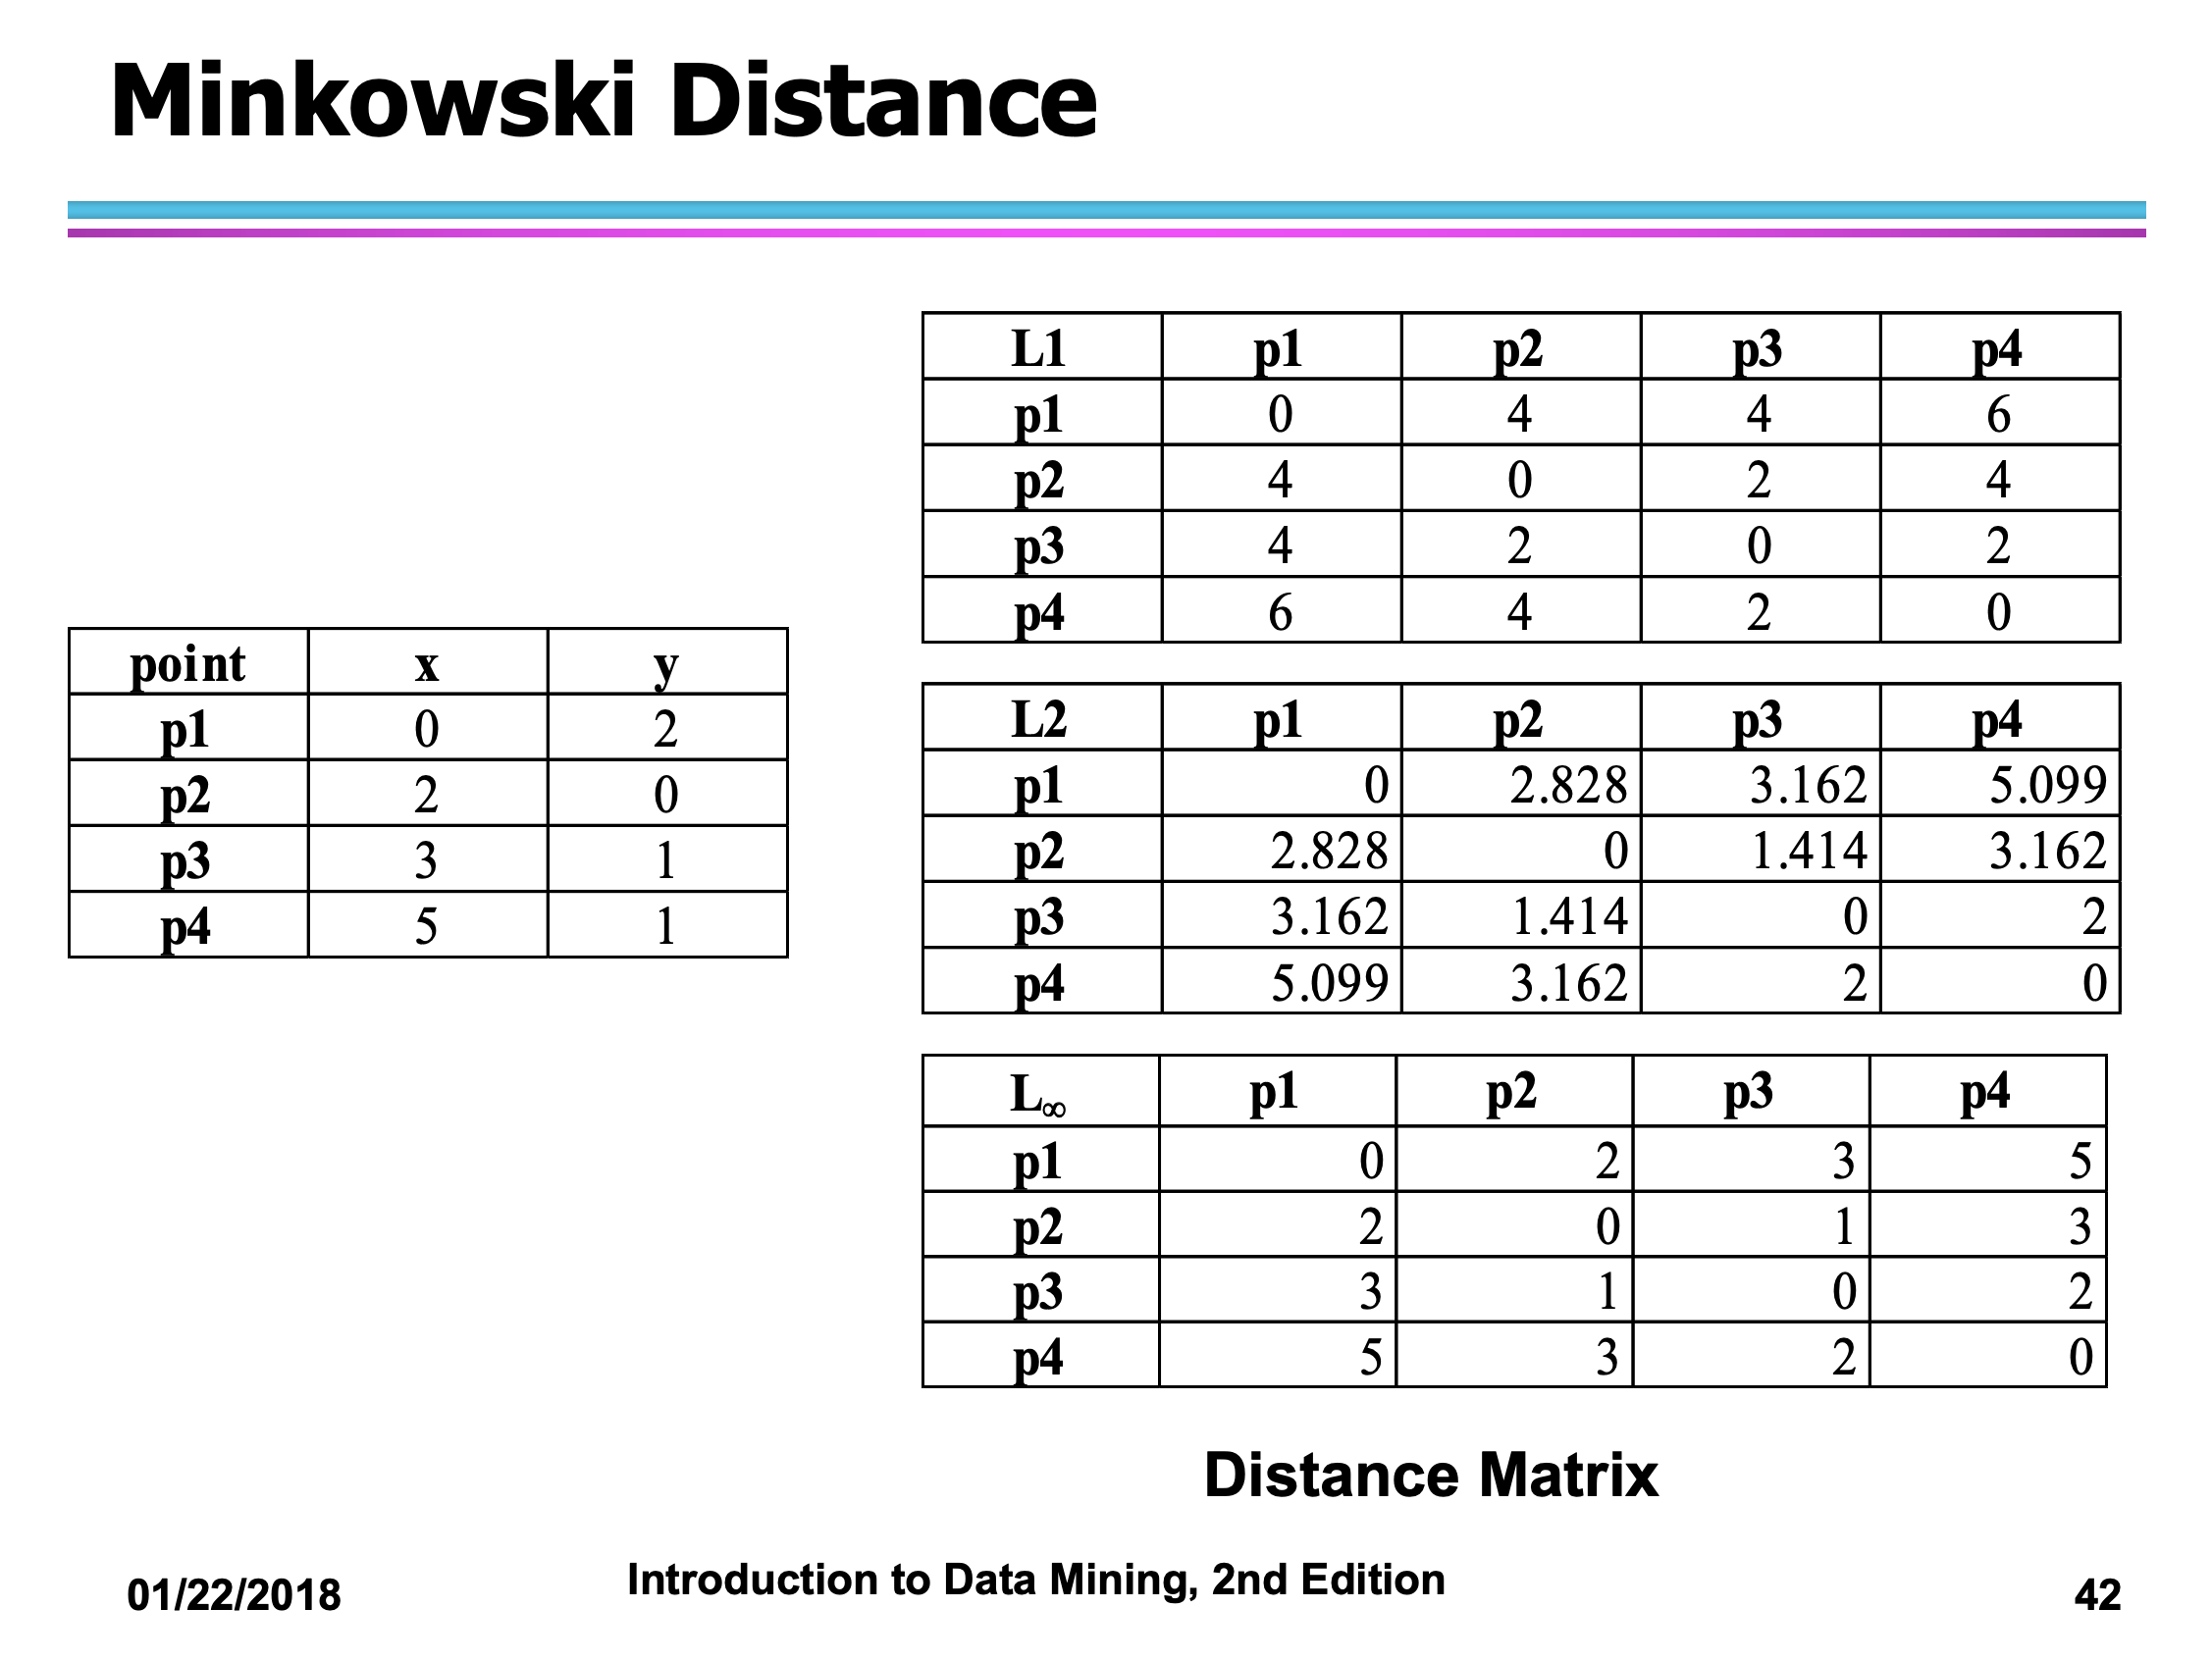 Minkowski Distance
point x y
p1 0 2
p2 2 0
p3 3 1
p4 5 1
L1 p1 p2 p3 p4
p1 0 4 4 6
p2 4 0 2 4
p3 4 2 0 2
p4 6 4 2 0
L2 p1 p2 p3 p4
p1 0 2.828 3.162 5.099
p2 2.828 0 1.414 3.162
p3 3.162 1.414 0 2
p4 5.099 3.162 2 0
L∞ p1 p2 p3 p4
p1 0 2 3 5
p2 2 0 1 3
p3 3 1 0 2
p4 5 3 2 0
Distance Matrix
01/22/2018 Introduction to Data Mining, 2nd Edition 42